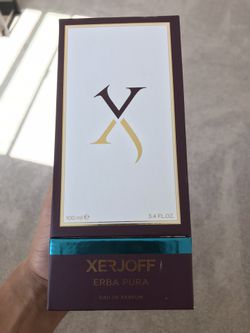 100 ml ℮ 3.4 FL.OZ.
XERJOFF
ERBA PURA
EAU DE PARFUM